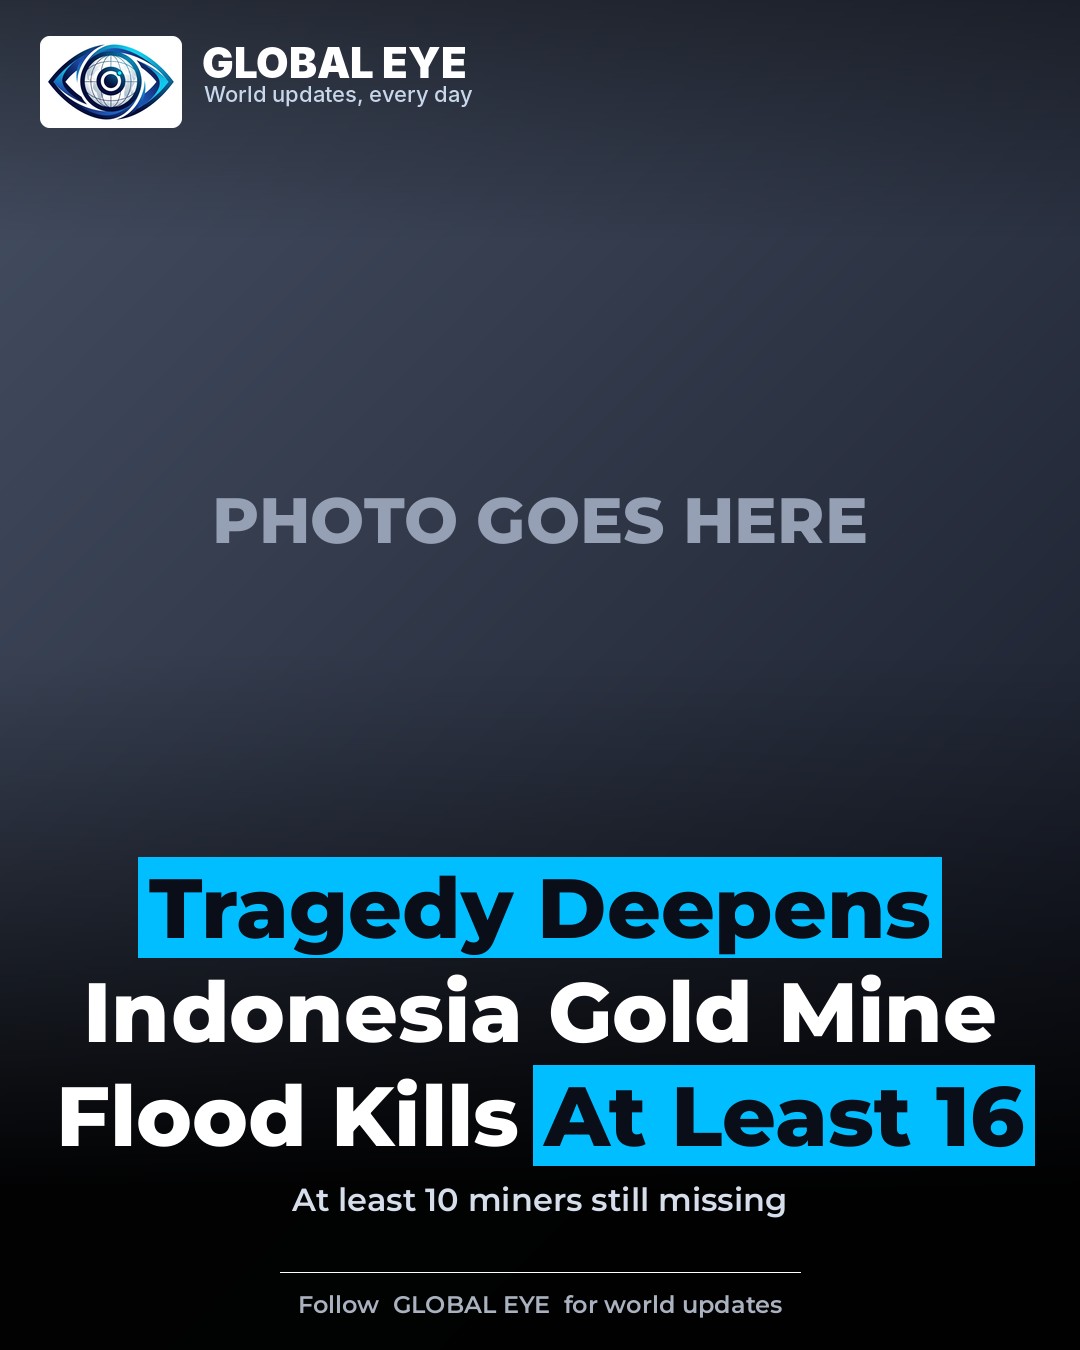 GLOBAL EYE
World updates, every day
PHOTO GOES HERE
Tragedy Deepens
Indonesia Gold Mine
Flood Kills At Least 16
At least 10 miners still missing
Follow GLOBAL EYE for world updates